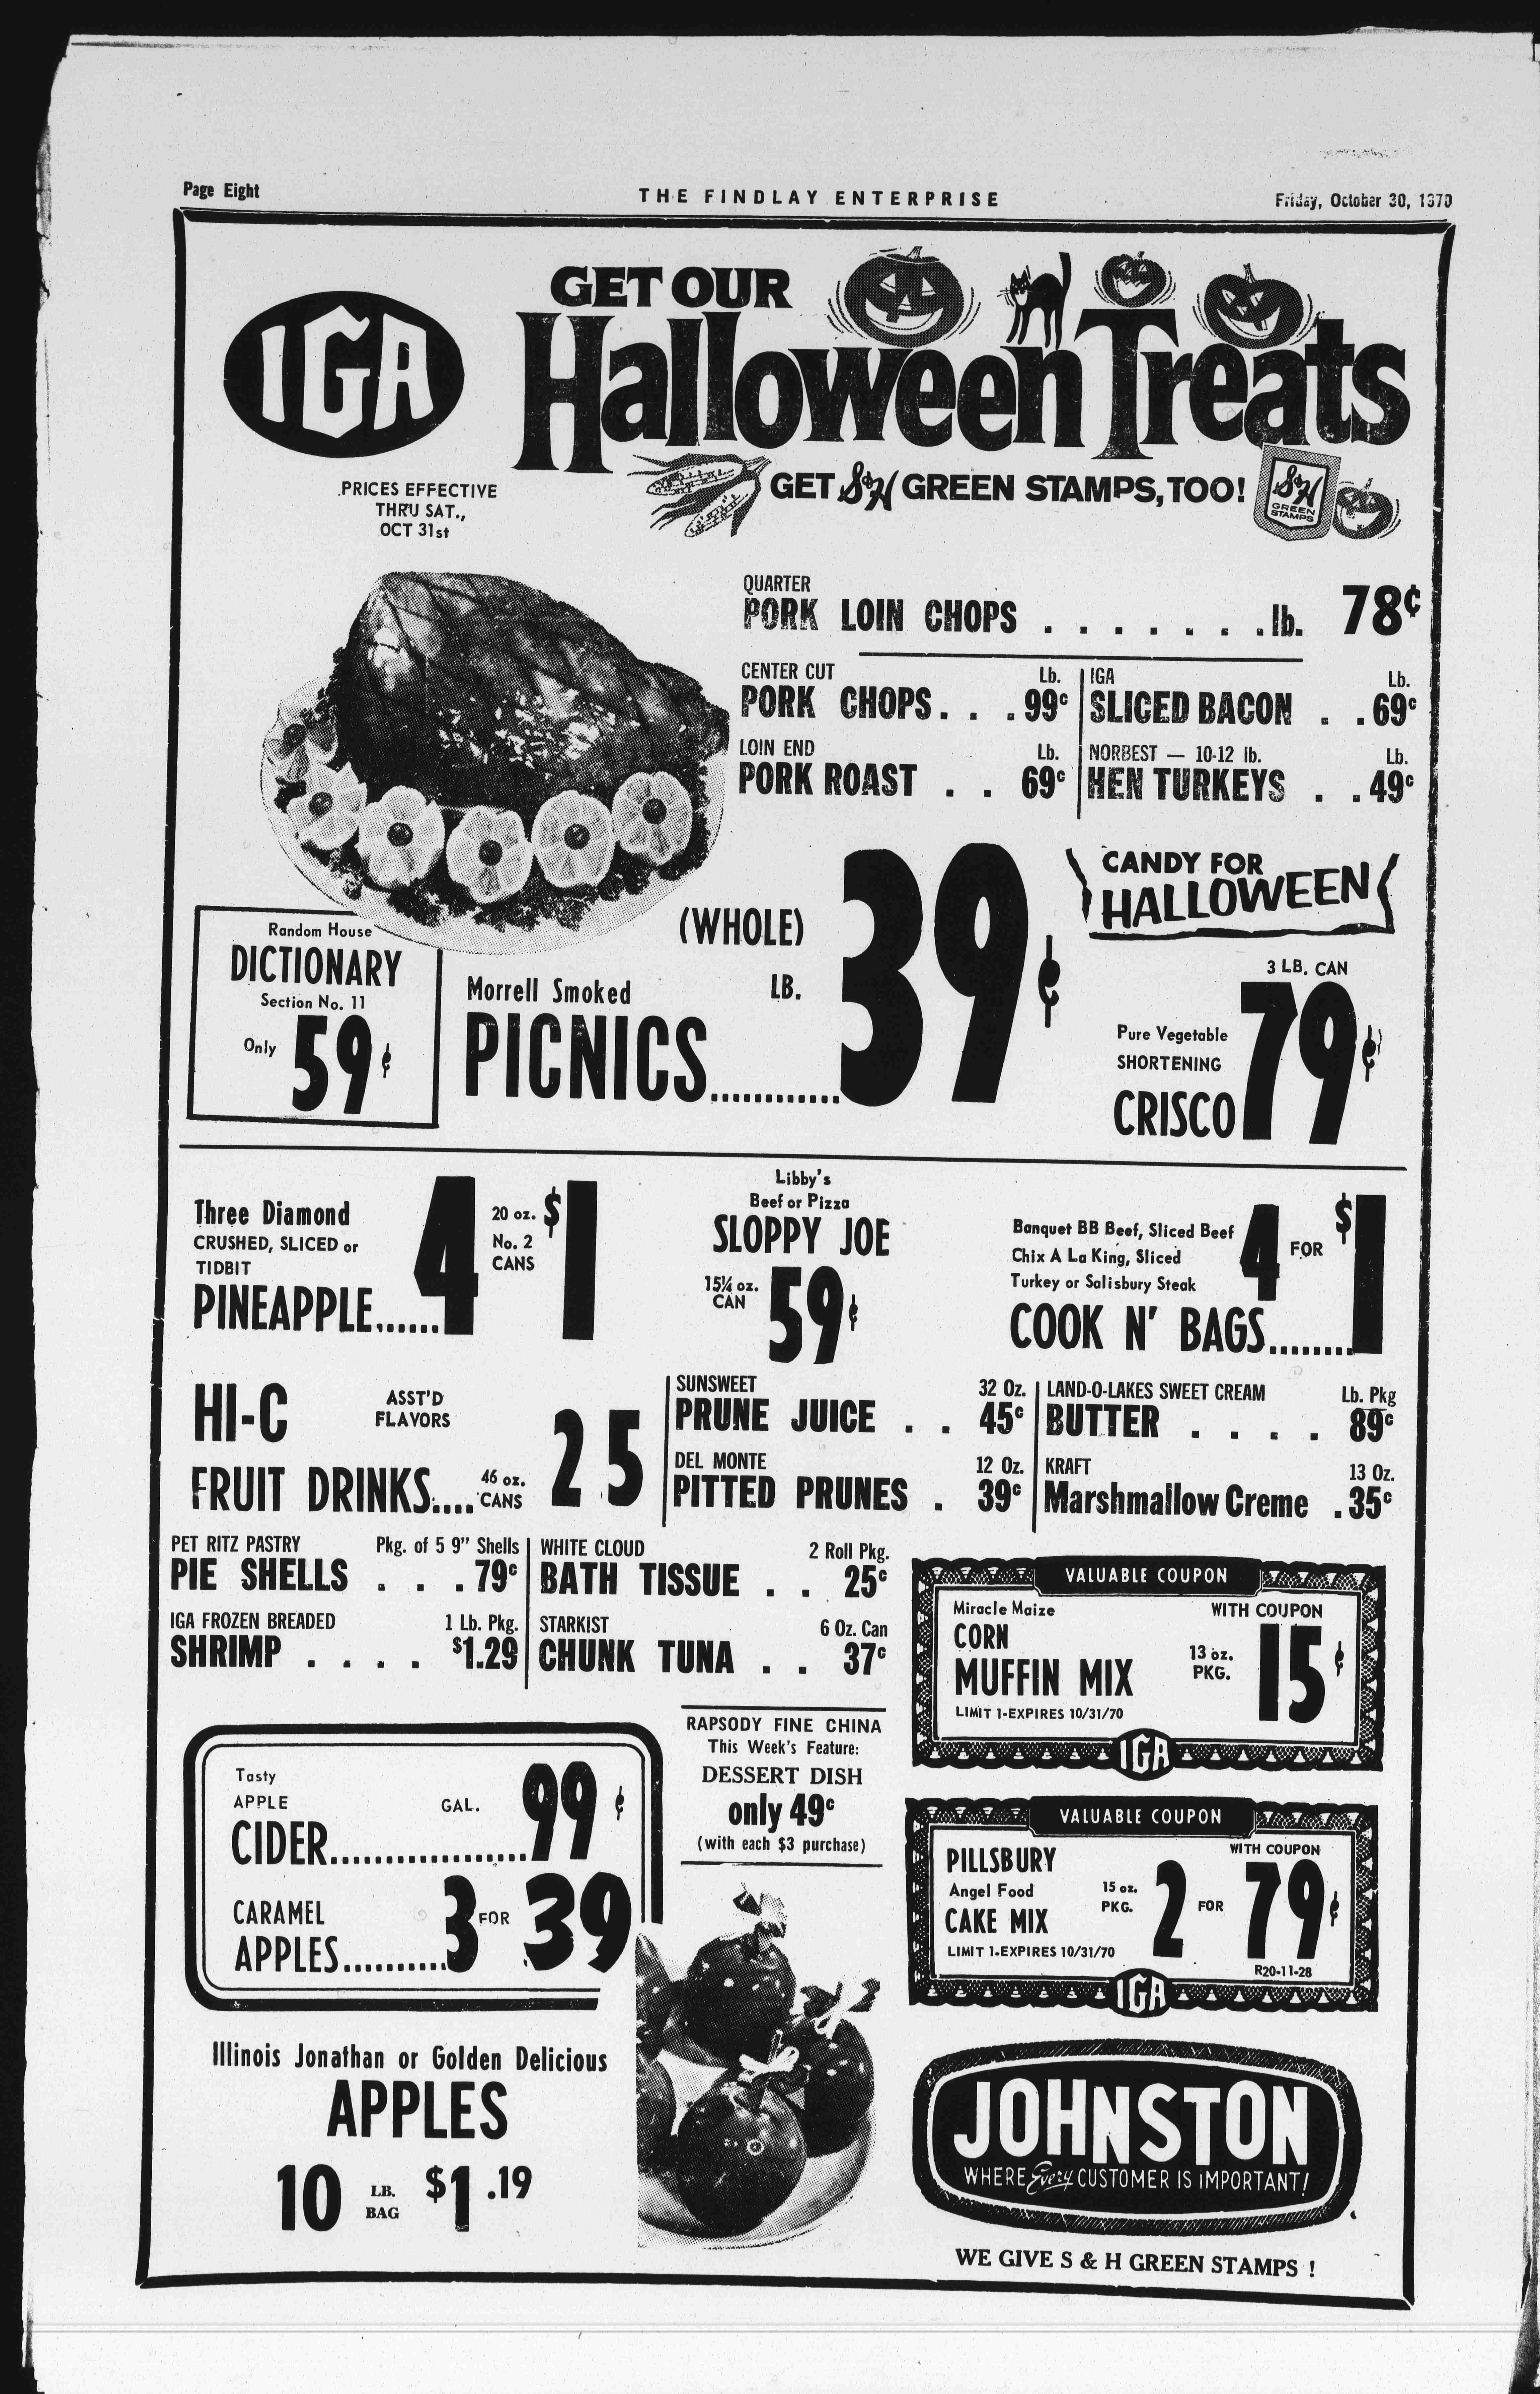 Page Eight
THE FINDLAY ENTERPRISE
Friday, October 30, 1970
IGA
GET OUR
Halloween Treats
GET S&H GREEN STAMPS, TOO!
S&H
GREEN
STAMPS
PRICES EFFECTIVE
THRU SAT.,
OCT 31st
QUARTER
PORK LOIN CHOPS . . . . . . . . lb. 78¢
CENTER CUT Lb.
PORK CHOPS . . . 99¢
IGA Lb.
SLICED BACON . . 69¢
LOIN END Lb.
PORK ROAST . . 69¢
NORBEST — 10-12 lb. Lb.
HEN TURKEYS . . 49¢
Random House
DICTIONARY
Section No. 11
Only 59¢
(WHOLE)
Morrell Smoked LB.
PICNICS............39¢
CANDY FOR
HALLOWEEN
3 LB. CAN
Pure Vegetable
SHORTENING
CRISCO 79¢
Three Diamond
CRUSHED, SLICED or
TIDBIT
PINEAPPLE...... 4
20 oz.
No. 2
CANS
$1
Libby's
Beef or Pizza
SLOPPY JOE
15¼ oz.
CAN
59¢
Banquet BB Beef, Sliced Beef
Chix A La King, Sliced
Turkey or Salisbury Steak
COOK N' BAGS.........
4 FOR $1
HI-C
ASST'D
FLAVORS
FRUIT DRINKS....
46 oz.
CANS
25
SUNSWEET 32 Oz.
PRUNE JUICE . . 45¢
LAND-O-LAKES SWEET CREAM Lb. Pkg
BUTTER . . . . 89¢
DEL MONTE 12 Oz.
PITTED PRUNES . 39¢
KRAFT 13 Oz.
Marshmallow Creme . 35¢
PET RITZ PASTRY Pkg. of 5 9" Shells
PIE SHELLS . . . 79¢
WHITE CLOUD 2 Roll Pkg.
BATH TISSUE . . 25¢
IGA FROZEN BREADED 1 Lb. Pkg.
SHRIMP . . . . $1.29
STARKIST 6 Oz. Can
CHUNK TUNA . . 37¢
VALUABLE COUPON
Miracle Maize WITH COUPON
CORN
MUFFIN MIX
13 oz.
PKG.
15¢
LIMIT 1-EXPIRES 10/31/70
IGA
Tasty
APPLE
GAL.
CIDER.................... 99¢
CARAMEL
APPLES.......... 3 FOR 39
RAPSODY FINE CHINA
This Week's Feature:
DESSERT DISH
only 49¢
(with each $3 purchase)
VALUABLE COUPON
WITH COUPON
PILLSBURY
Angel Food
CAKE MIX
15 oz.
PKG.
2 FOR 79¢
LIMIT 1-EXPIRES 10/31/70
R20-11-28
IGA
Illinois Jonathan or Golden Delicious
APPLES
10 LB. BAG $1.19
JOHNSTON
WHERE Every CUSTOMER IS IMPORTANT!
WE GIVE S & H GREEN STAMPS !